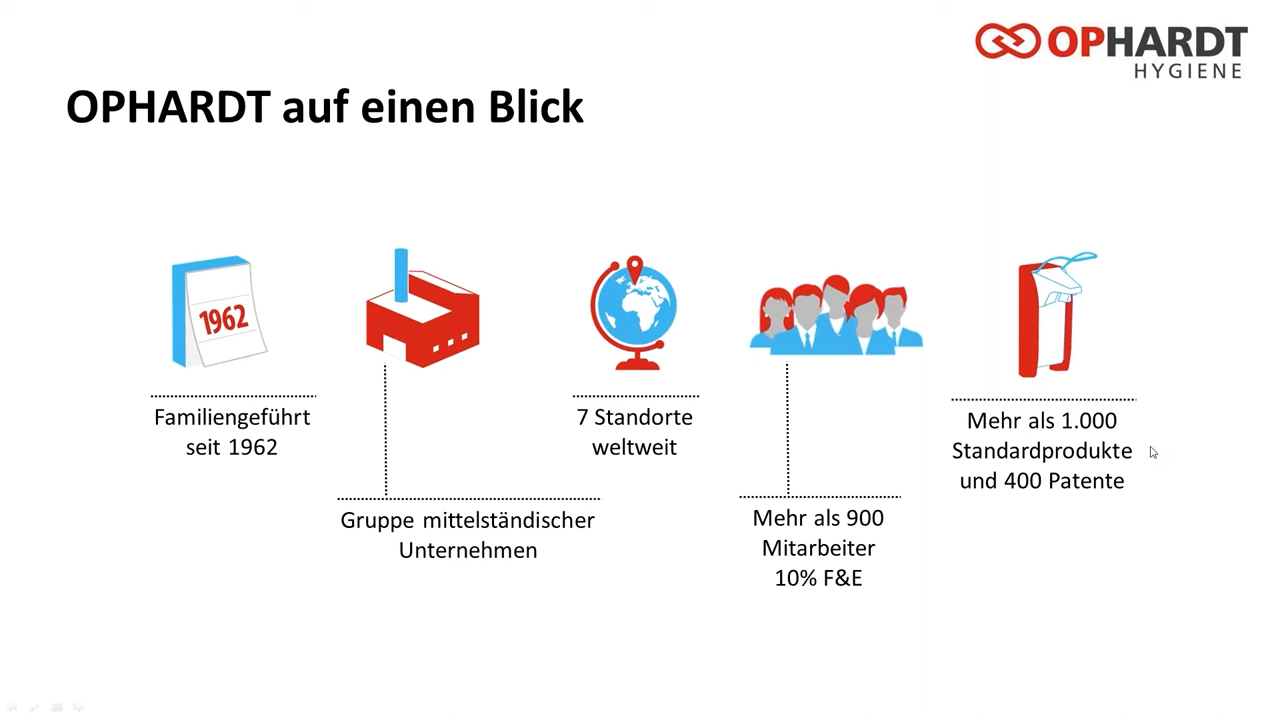 OPHARDT
HYGIENE
OPHARDT auf einen Blick
1962
Familiengeführt
seit 1962
Gruppe mittelständischer
Unternehmen
7 Standorte
weltweit
Mehr als 900
Mitarbeiter
10% F&E
Mehr als 1.000
Standardprodukte
und 400 Patente